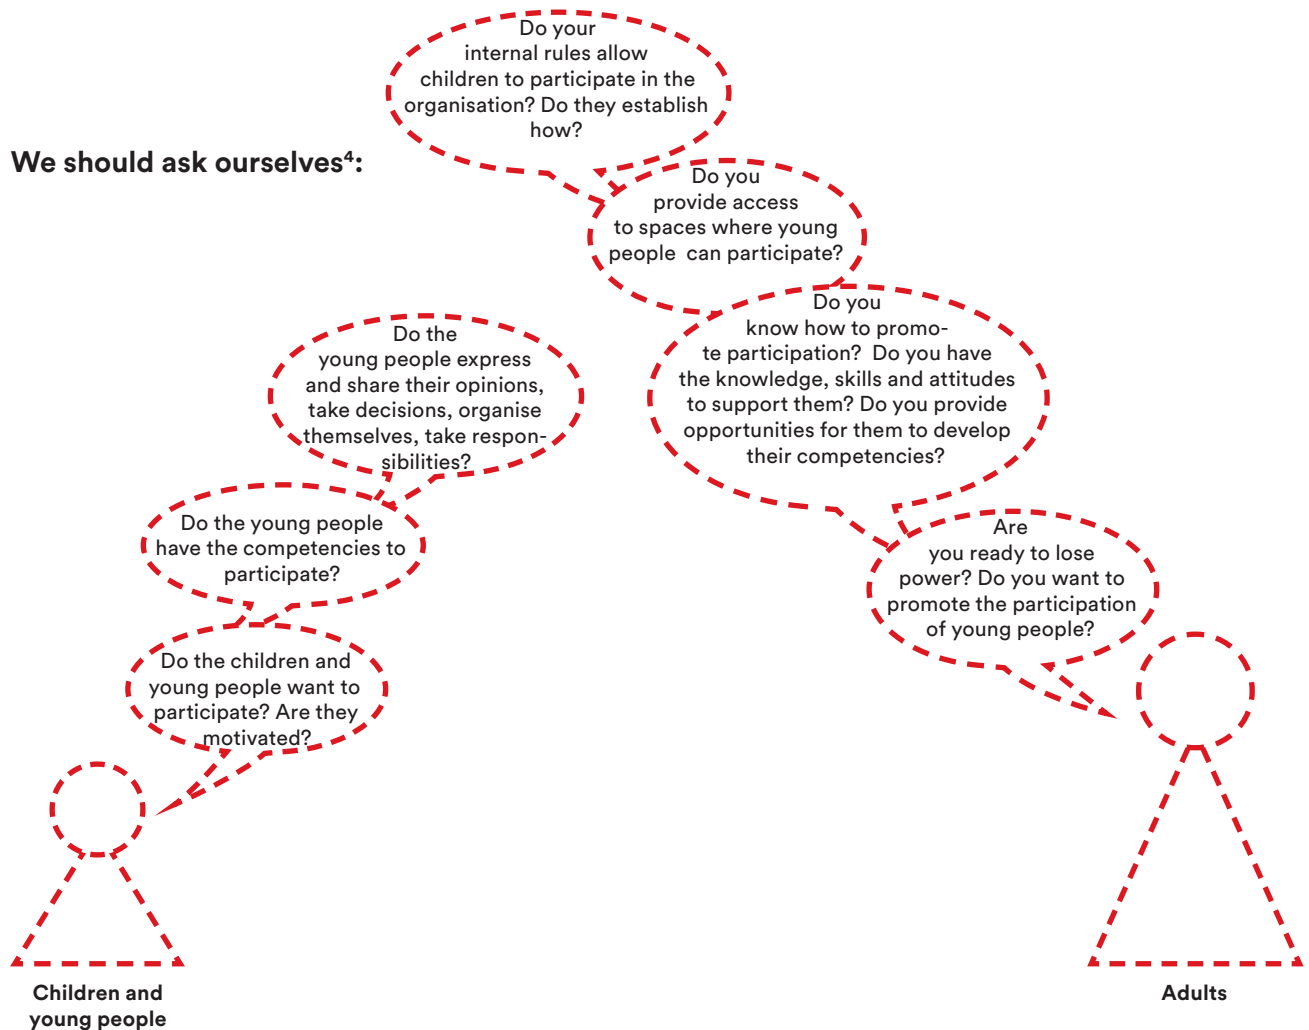 We should ask ourselves⁴:
Do your
internal rules allow
children to participate in the
organisation? Do they establish
how?
Do you
provide access
to spaces where young
people can participate?
Do you
know how to promo-
te participation? Do you have
the knowledge, skills and attitudes
to support them? Do you provide
opportunities for them to develop
their competencies?
Are
you ready to lose
power? Do you want to
promote the participation
of young people?
Do the
young people express
and share their opinions,
take decisions, organise
themselves, take respon-
sibilities?
Do the young people
have the competencies to
participate?
Do the children and
young people want to
participate? Are they
motivated?
Children and
young people
Adults